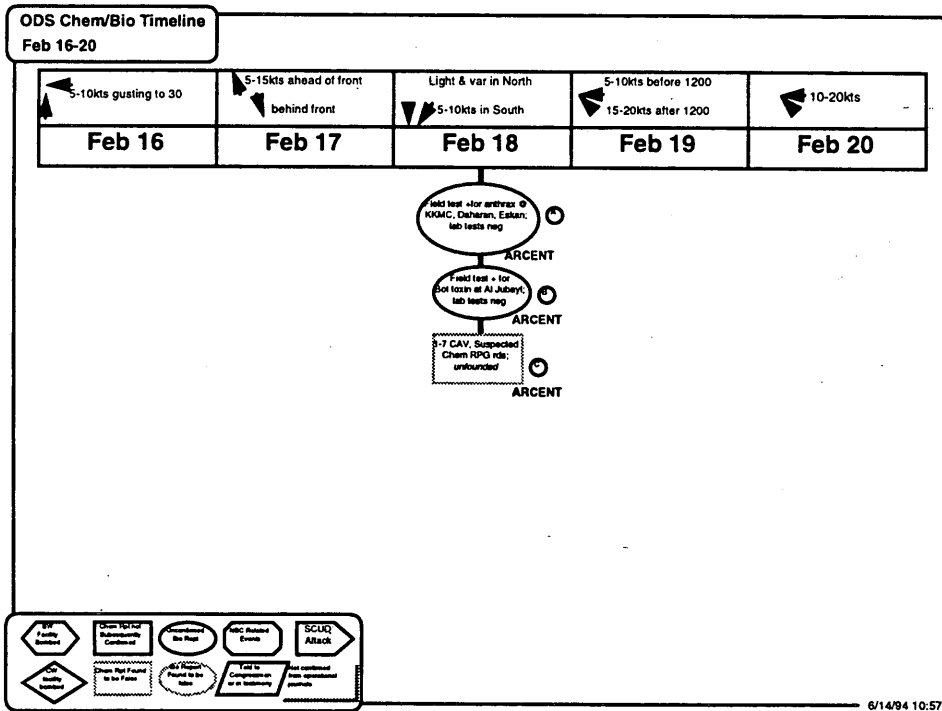 ODS Chem/Bio Timeline
Feb 16-20
5-10kts gusting to 30
5-15kts ahead of front
behind front
Light & var in North
5-10kts in South
5-10kts before 1200
15-20kts after 1200
10-20kts
Feb 16
Feb 17
Feb 18
Feb 19
Feb 20
Field test +for anthrax @
KKMC, Daharan, Eskan;
lab tests neg
A
ARCENT
Field test + for
Bot toxin at Al Jubayl;
lab tests neg
B
ARCENT
1-7 CAV, Suspected
Chem RPG rds;
unfounded
C
ARCENT
BW
Facility
Bombed
Chem Rpt not
Subsequently
Confirmed
Unconfirmed
Bio Rept
NBC Related
Events
SCUD
Attack
CW
facility
bombed
Chem Rpt Found
to be False
Bio Report
Found to be
false
Told to
Congressmen
or in testimony
Not confirmed
from operational
journals
6/14/94 10:57